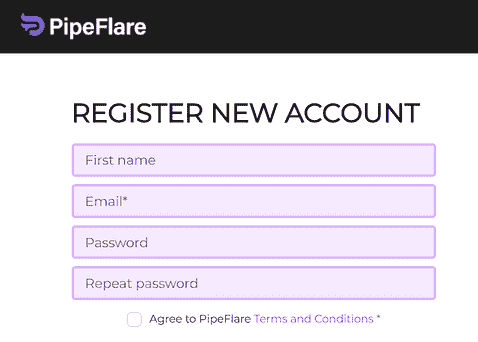 PipeFlare
REGISTER NEW ACCOUNT
First name
Email*
Password
Repeat password
Agree to PipeFlare Terms and Conditions *